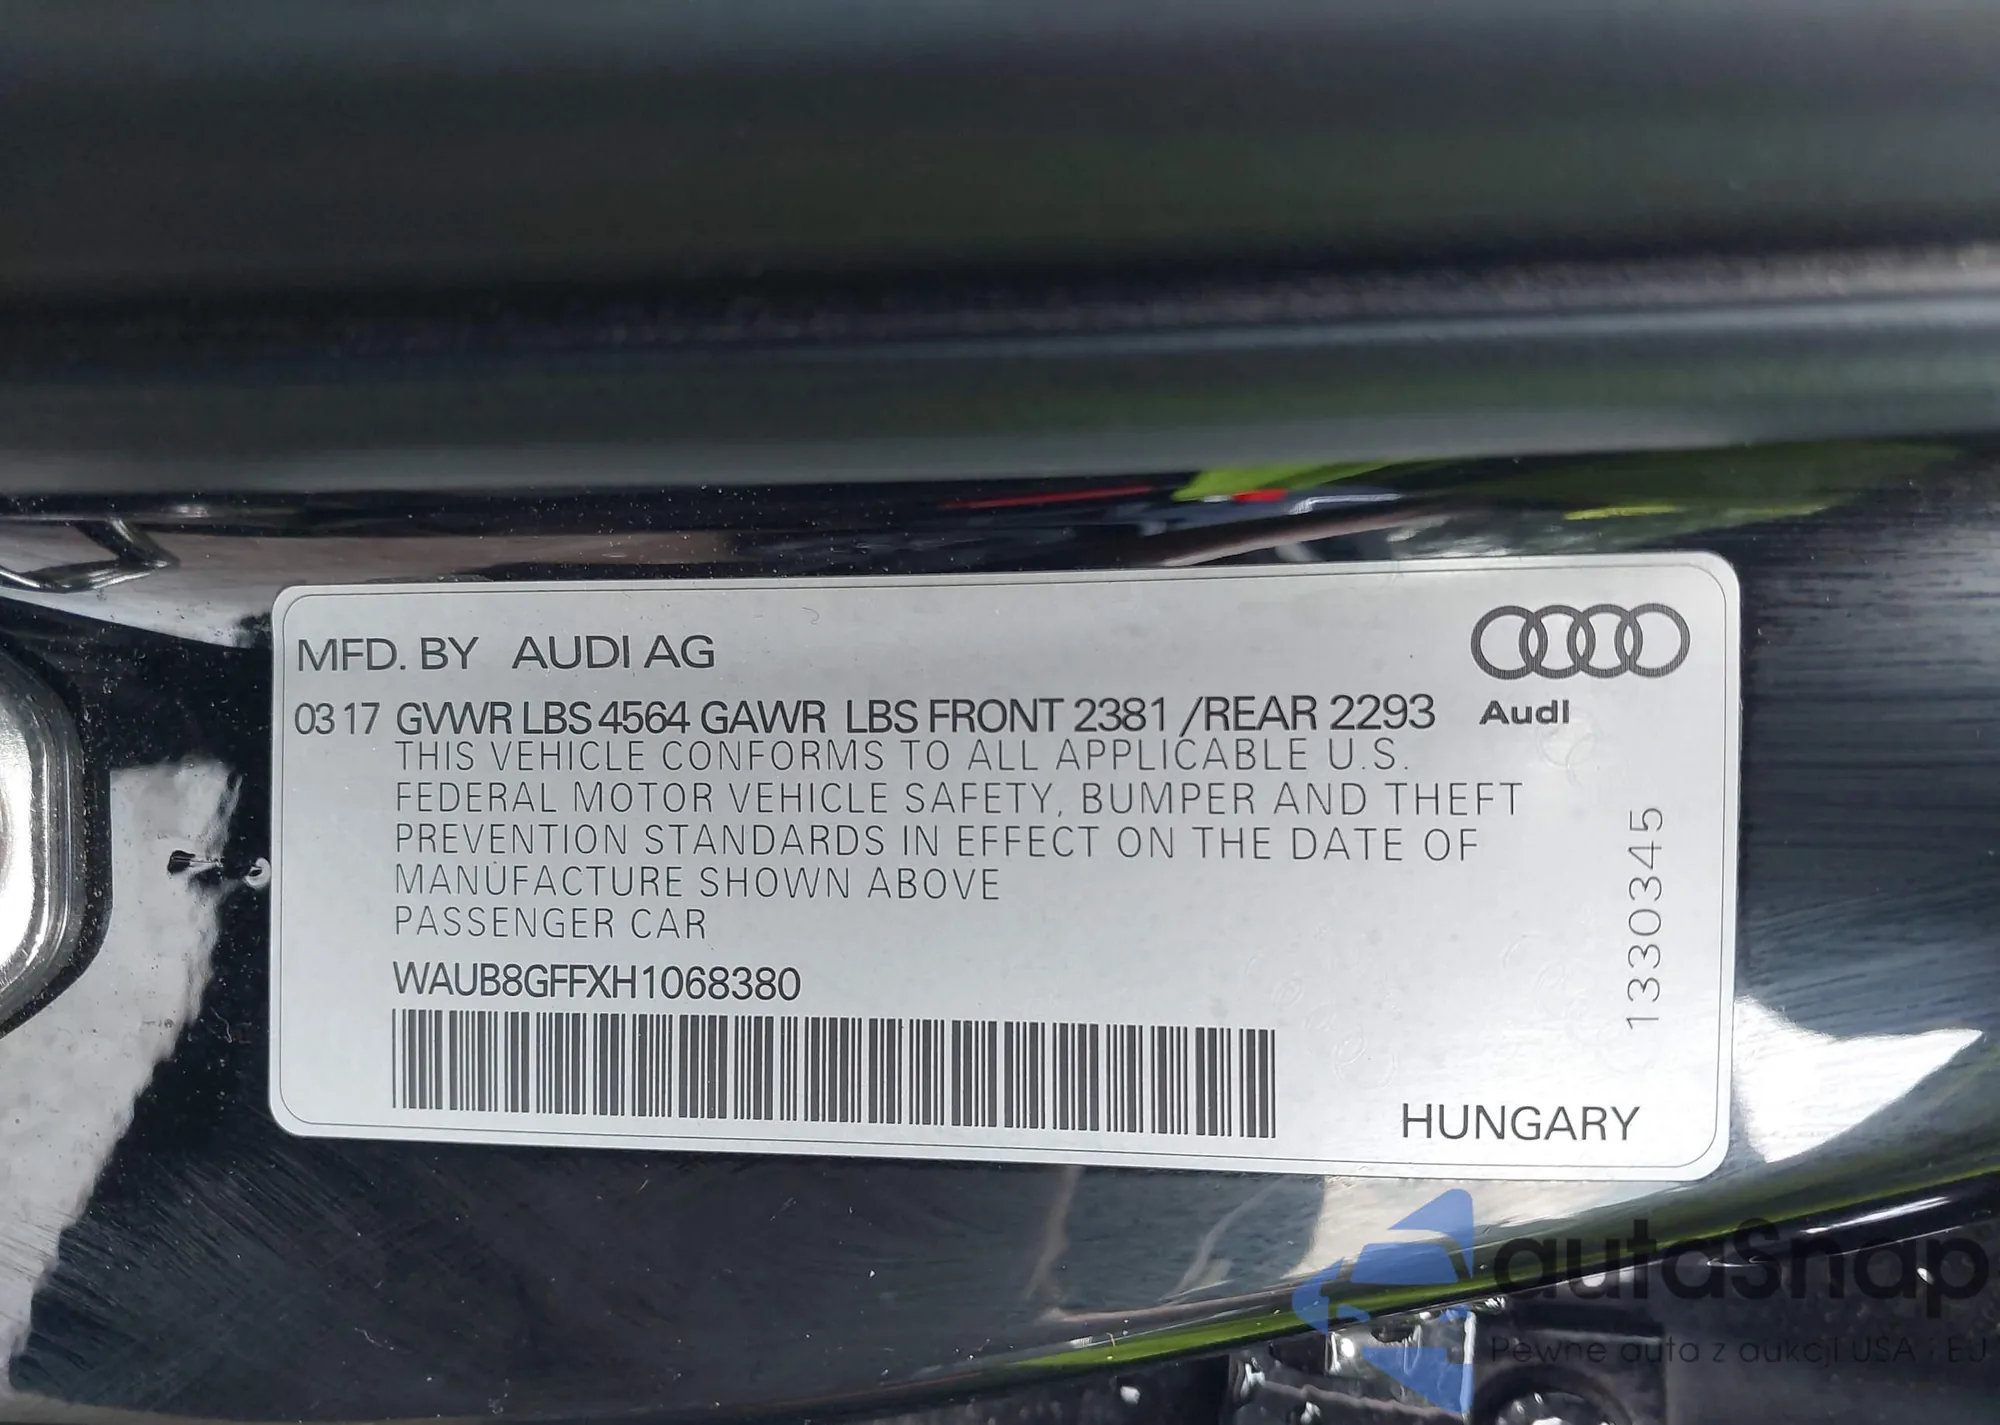 MFD. BY AUDI AG
03 17 GVWR LBS 4564 GAWR LBS FRONT 2381 /REAR 2293
Audi
THIS VEHICLE CONFORMS TO ALL APPLICABLE U.S.
FEDERAL MOTOR VEHICLE SAFETY, BUMPER AND THEFT
PREVENTION STANDARDS IN EFFECT ON THE DATE OF
MANUFACTURE SHOWN ABOVE
PASSENGER CAR
WAUB8GFFXH1068380
1330345
HUNGARY
autaSnap
Pewne auta z aukcji USA i EU